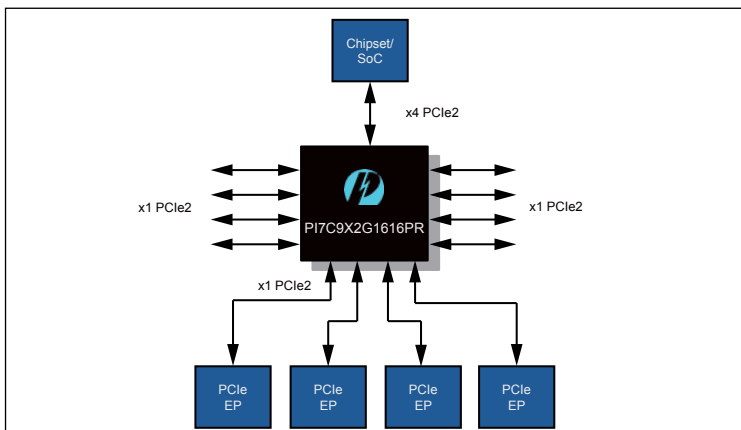 Chipset/
SoC
x4 PCIe2
x1 PCIe2
PI7C9X2G1616PR
x1 PCIe2
x1 PCIe2
PCIe
EP
PCIe
EP
PCIe
EP
PCIe
EP